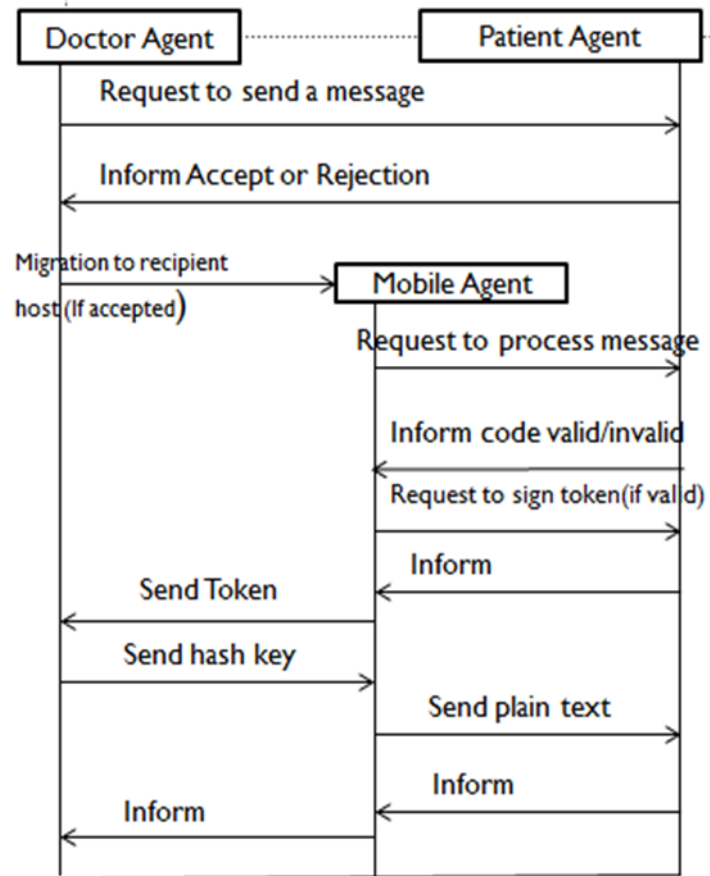 Doctor Agent
Patient Agent
Request to send a message
Inform Accept or Rejection
Migration to recipient
host(If accepted)
Mobile Agent
Request to process message
Inform code valid/invalid
Request to sign token(if valid)
Inform
Send Token
Send hash key
Send plain text
Inform
Inform